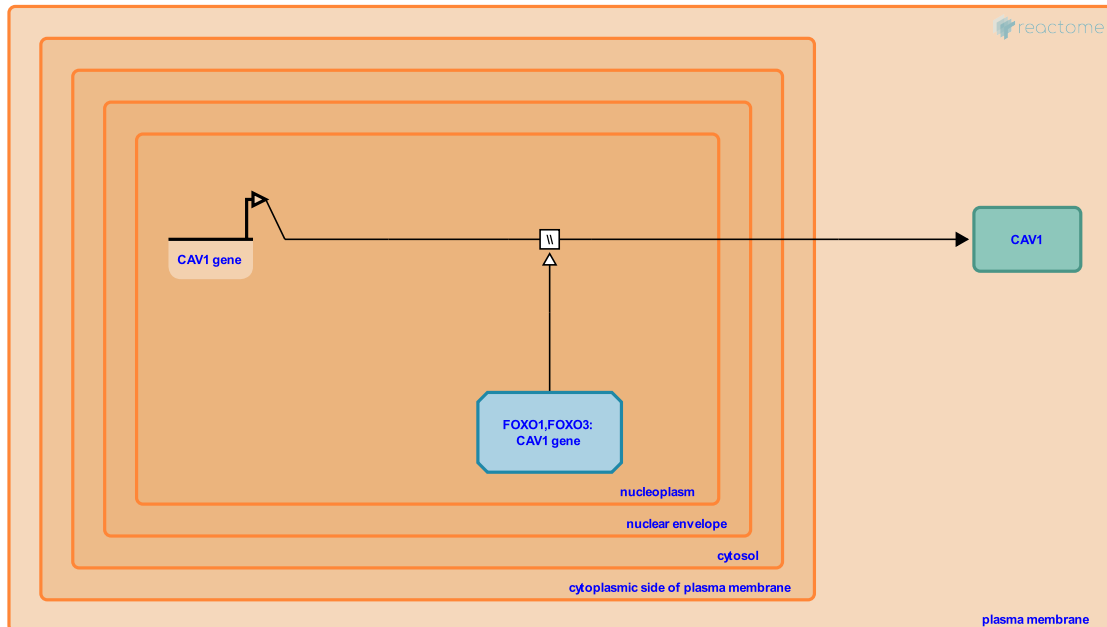 reactome
CAV1 gene
\\
CAV1
FOXO1,FOXO3:
CAV1 gene
nucleoplasm
nuclear envelope
cytosol
cytoplasmic side of plasma membrane
plasma membrane